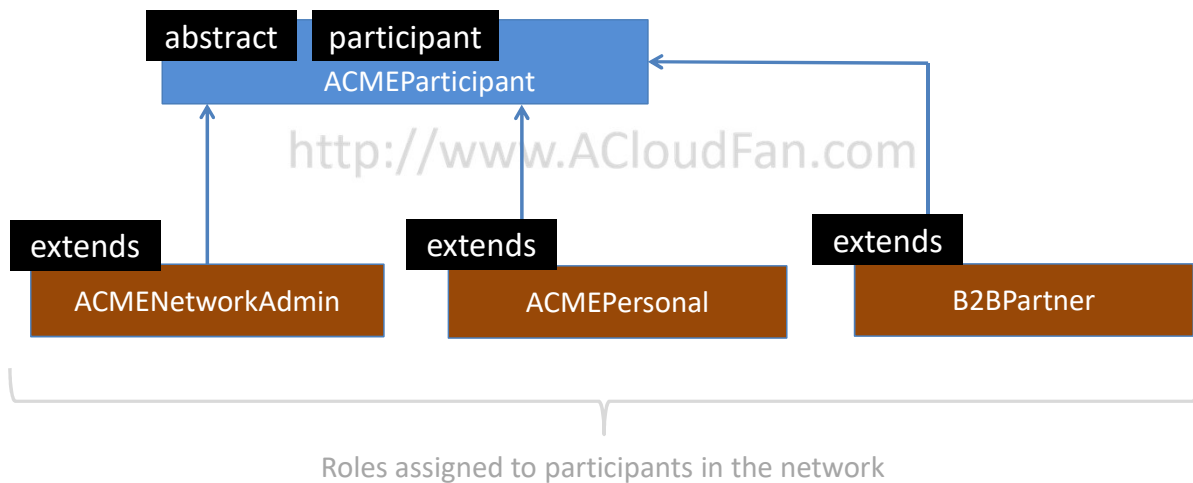 abstract participant
ACMEParticipant
http://www.ACloudFan.com
extends extends extends
ACMENetworkAdmin ACMEPersonal B2BPartner
Roles assigned to participants in the network